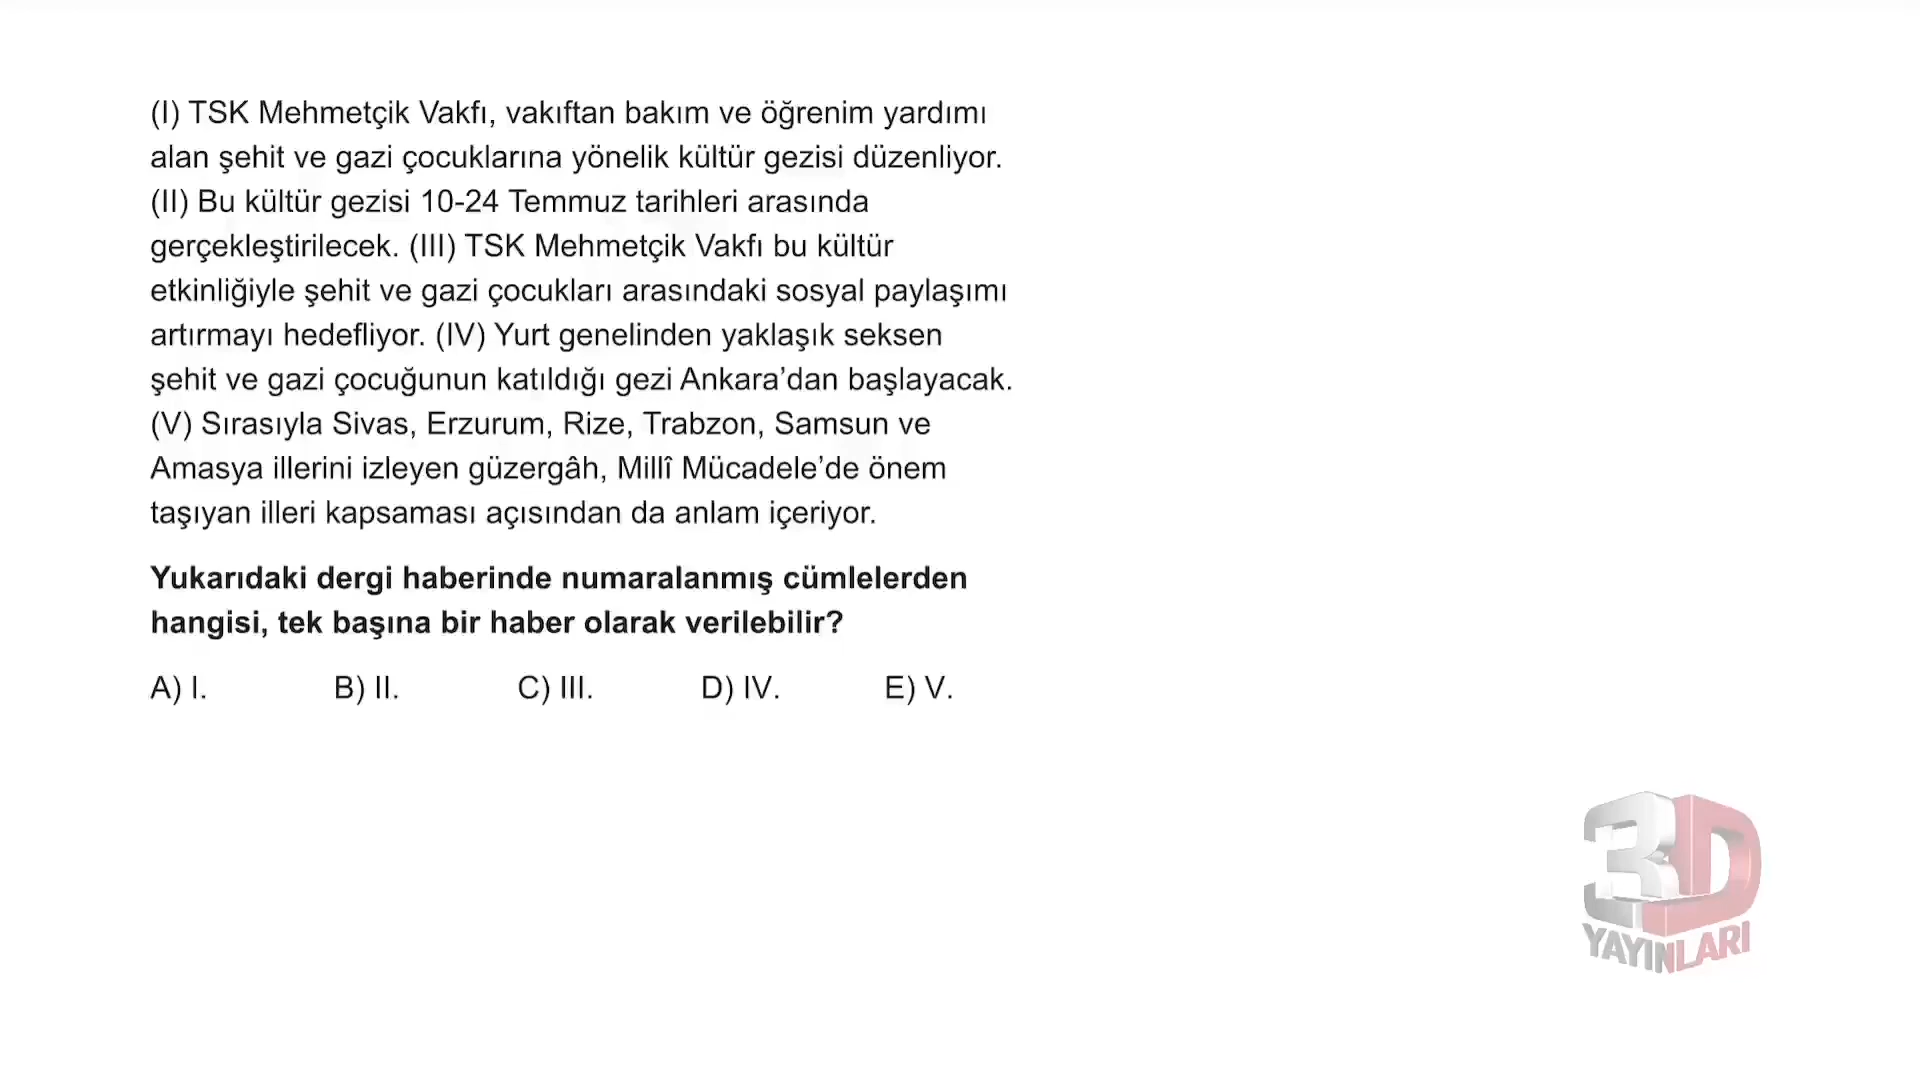 (I) TSK Mehmetçik Vakfı, vakıftan bakım ve öğrenim yardımı
alan şehit ve gazi çocuklarına yönelik kültür gezisi düzenliyor.
(II) Bu kültür gezisi 10-24 Temmuz tarihleri arasında
gerçekleştirilecek. (III) TSK Mehmetçik Vakfı bu kültür
etkinliğiyle şehit ve gazi çocukları arasındaki sosyal paylaşımı
artırmayı hedefliyor. (IV) Yurt genelinden yaklaşık seksen
şehit ve gazi çocuğunun katıldığı gezi Ankara’dan başlayacak.
(V) Sırasıyla Sivas, Erzurum, Rize, Trabzon, Samsun ve
Amasya illerini izleyen güzergâh, Millî Mücadele’de önem
taşıyan illeri kapsaması açısından da anlam içeriyor.
Yukarıdaki dergi haberinde numaralanmış cümlelerden
hangisi, tek başına bir haber olarak verilebilir?
A) I. B) II. C) III. D) IV. E) V.
3D
YAYINLARI